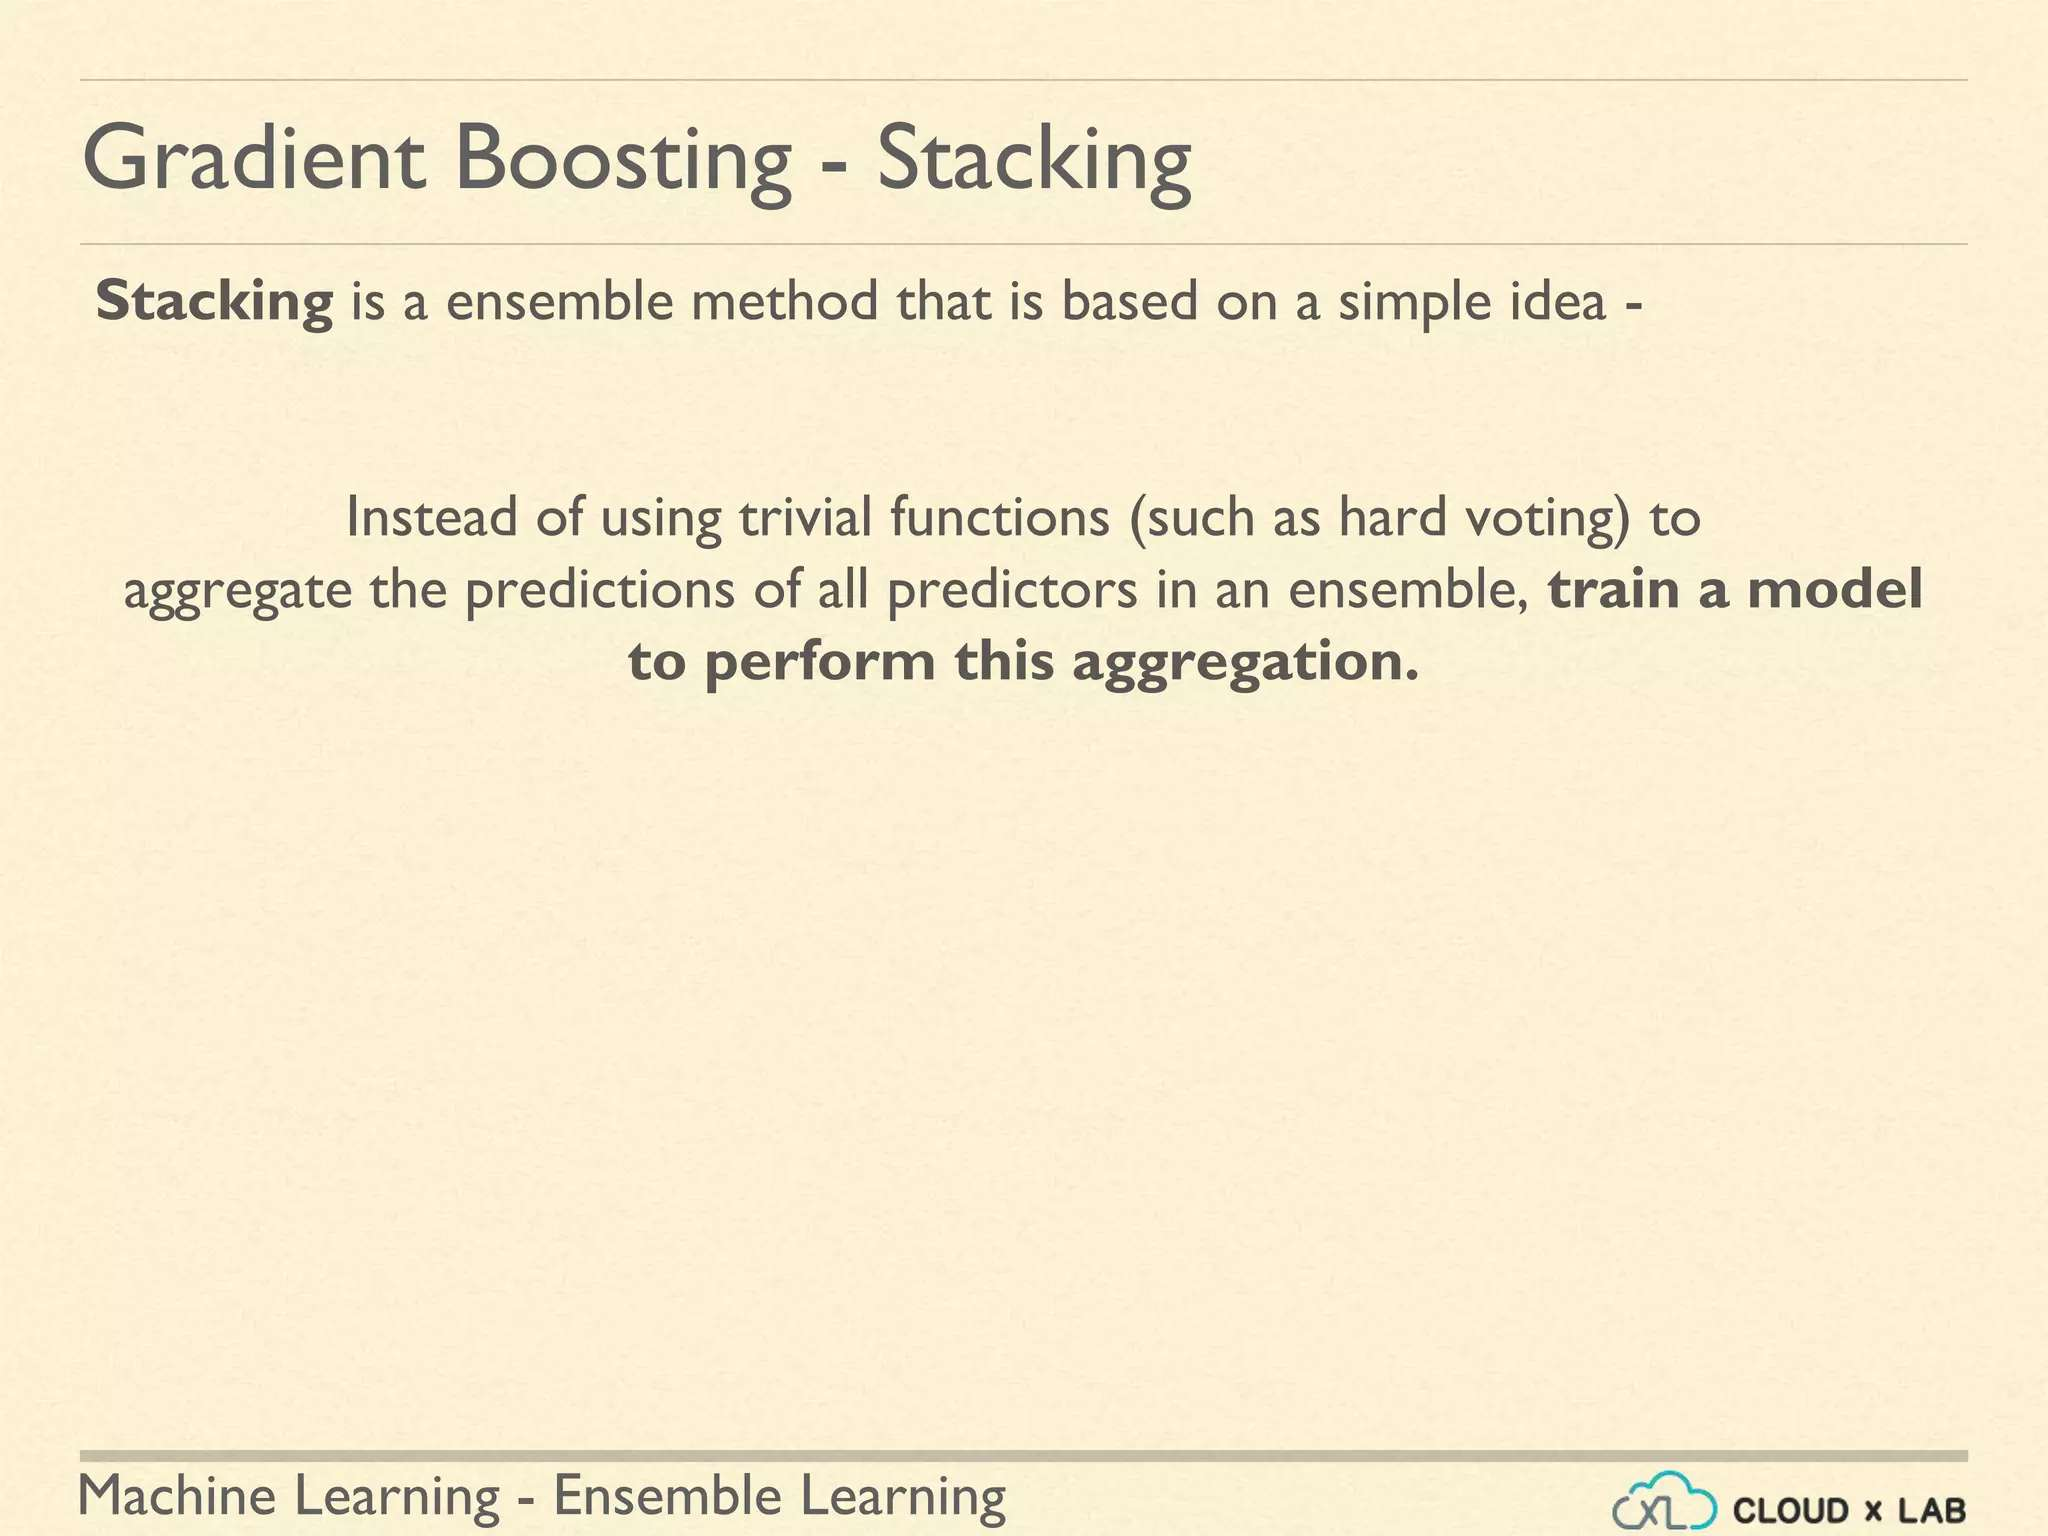 Gradient Boosting - Stacking
Stacking is a ensemble method that is based on a simple idea -
Instead of using trivial functions (such as hard voting) to
aggregate the predictions of all predictors in an ensemble, train a model
to perform this aggregation.
Machine Learning - Ensemble Learning
CXL CLOUD x LAB